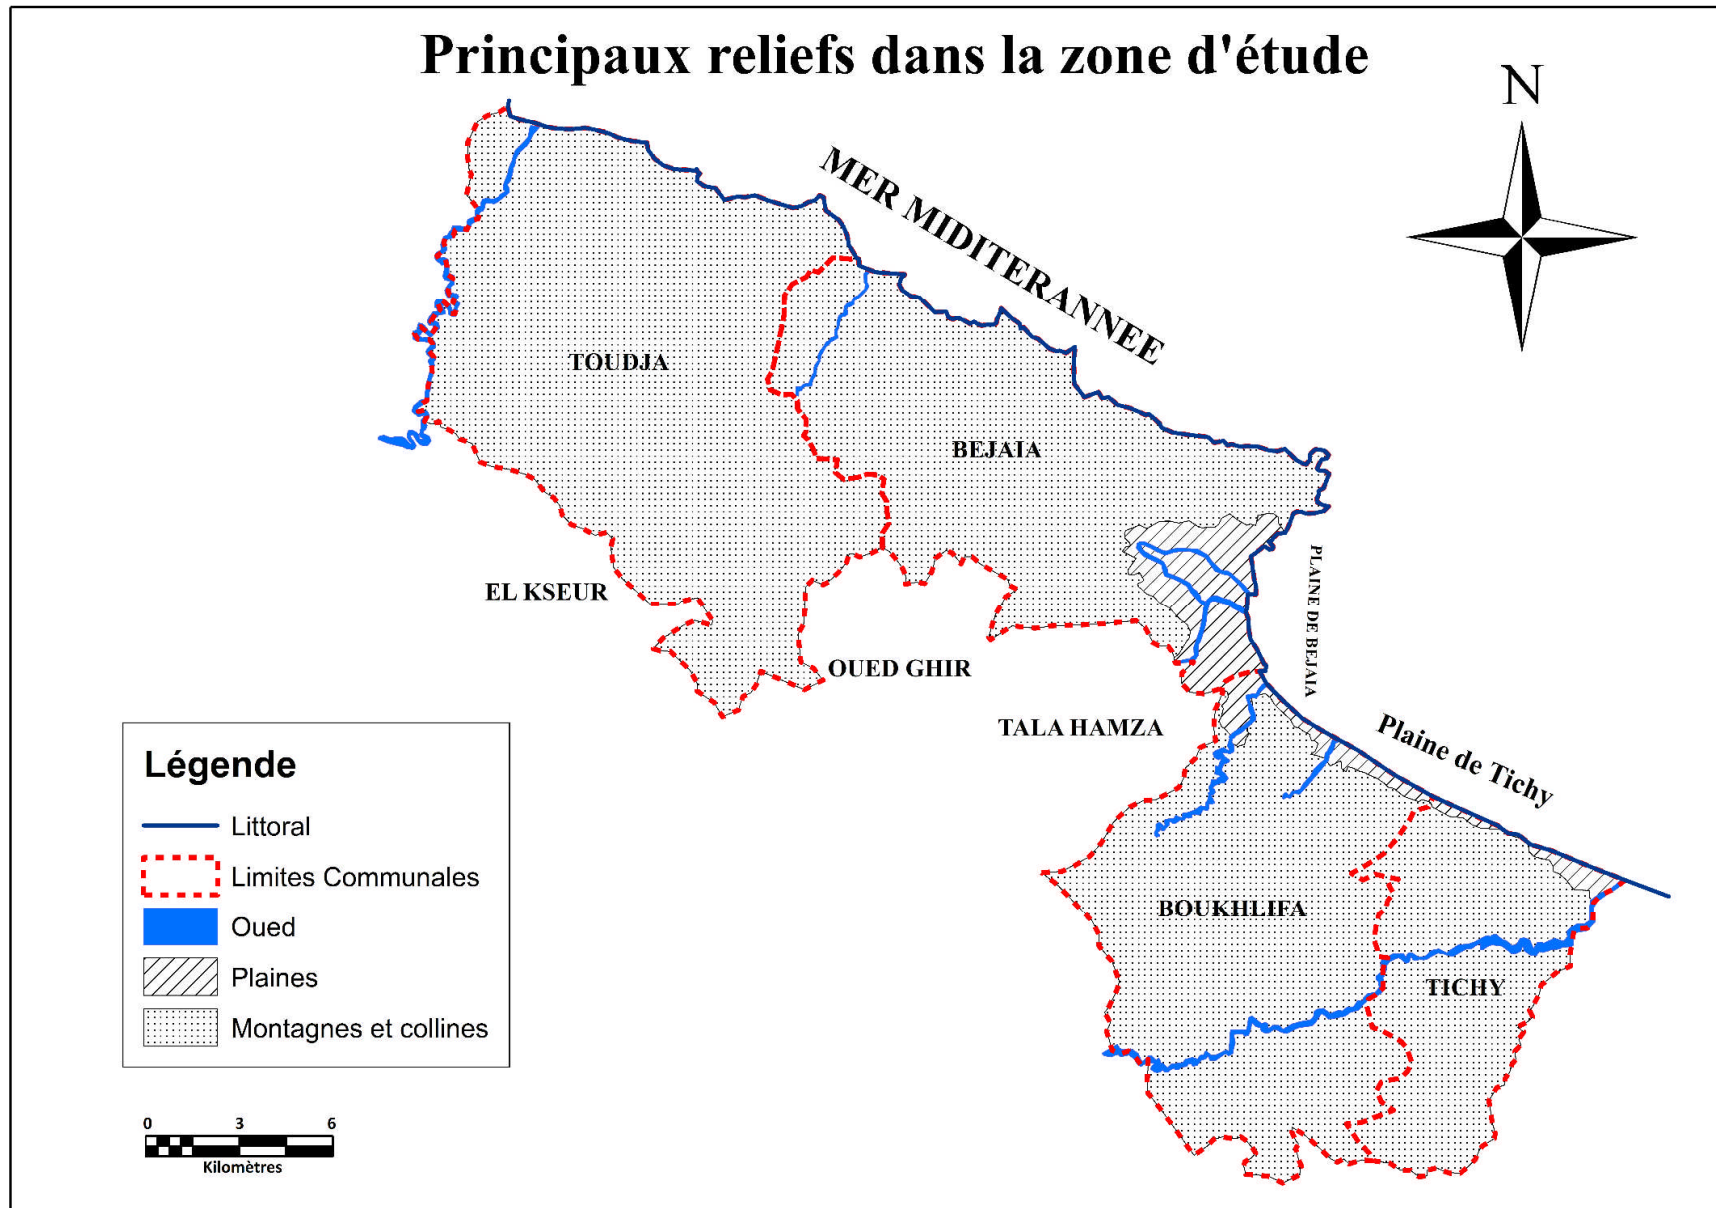 Principaux reliefs dans la zone d'étude
N
MER MIDITERANNEE
TOUDJA
BEJAIA
PLAINE DE BEJAIA
EL KSEUR
OUED GHIR
TALA HAMZA
Plaine de Tichy
BOUKHLIFA
TICHY
Légende
Littoral
Limites Communales
Oued
Plaines
Montagnes et collines
0 3 6
Kilomètres